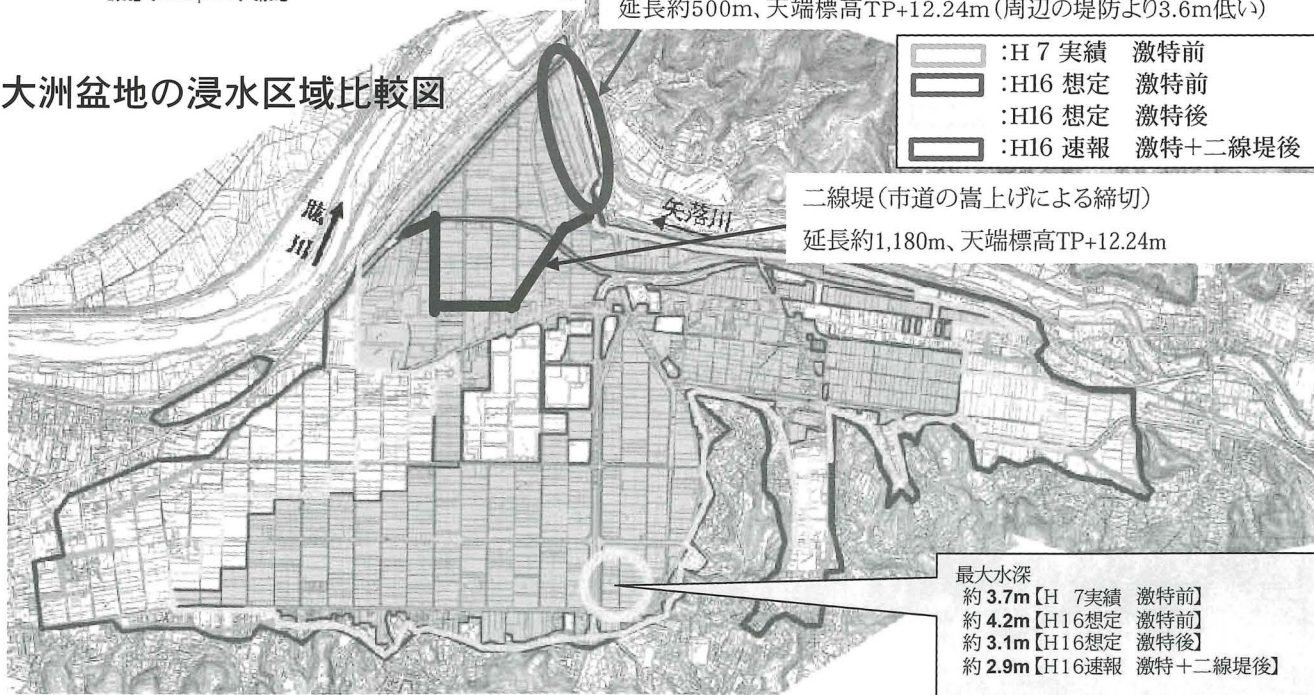 延長約500m、天端標高TP+12.24m(周辺の堤防より3.6m低い)
大洲盆地の浸水区域比較図
:H 7 実績 激特前
:H16 想定 激特前
:H16 想定 激特後
:H16 速報 激特+二線堤後
二線堤(市道の嵩上げによる締切)
延長約1,180m、天端標高TP+12.24m
肱川
矢落川
最大水深
約 3.7m【H 7実績 激特前】
約 4.2m【H16想定 激特前】
約 3.1m【H16想定 激特後】
約 2.9m【H16速報 激特+二線堤後】